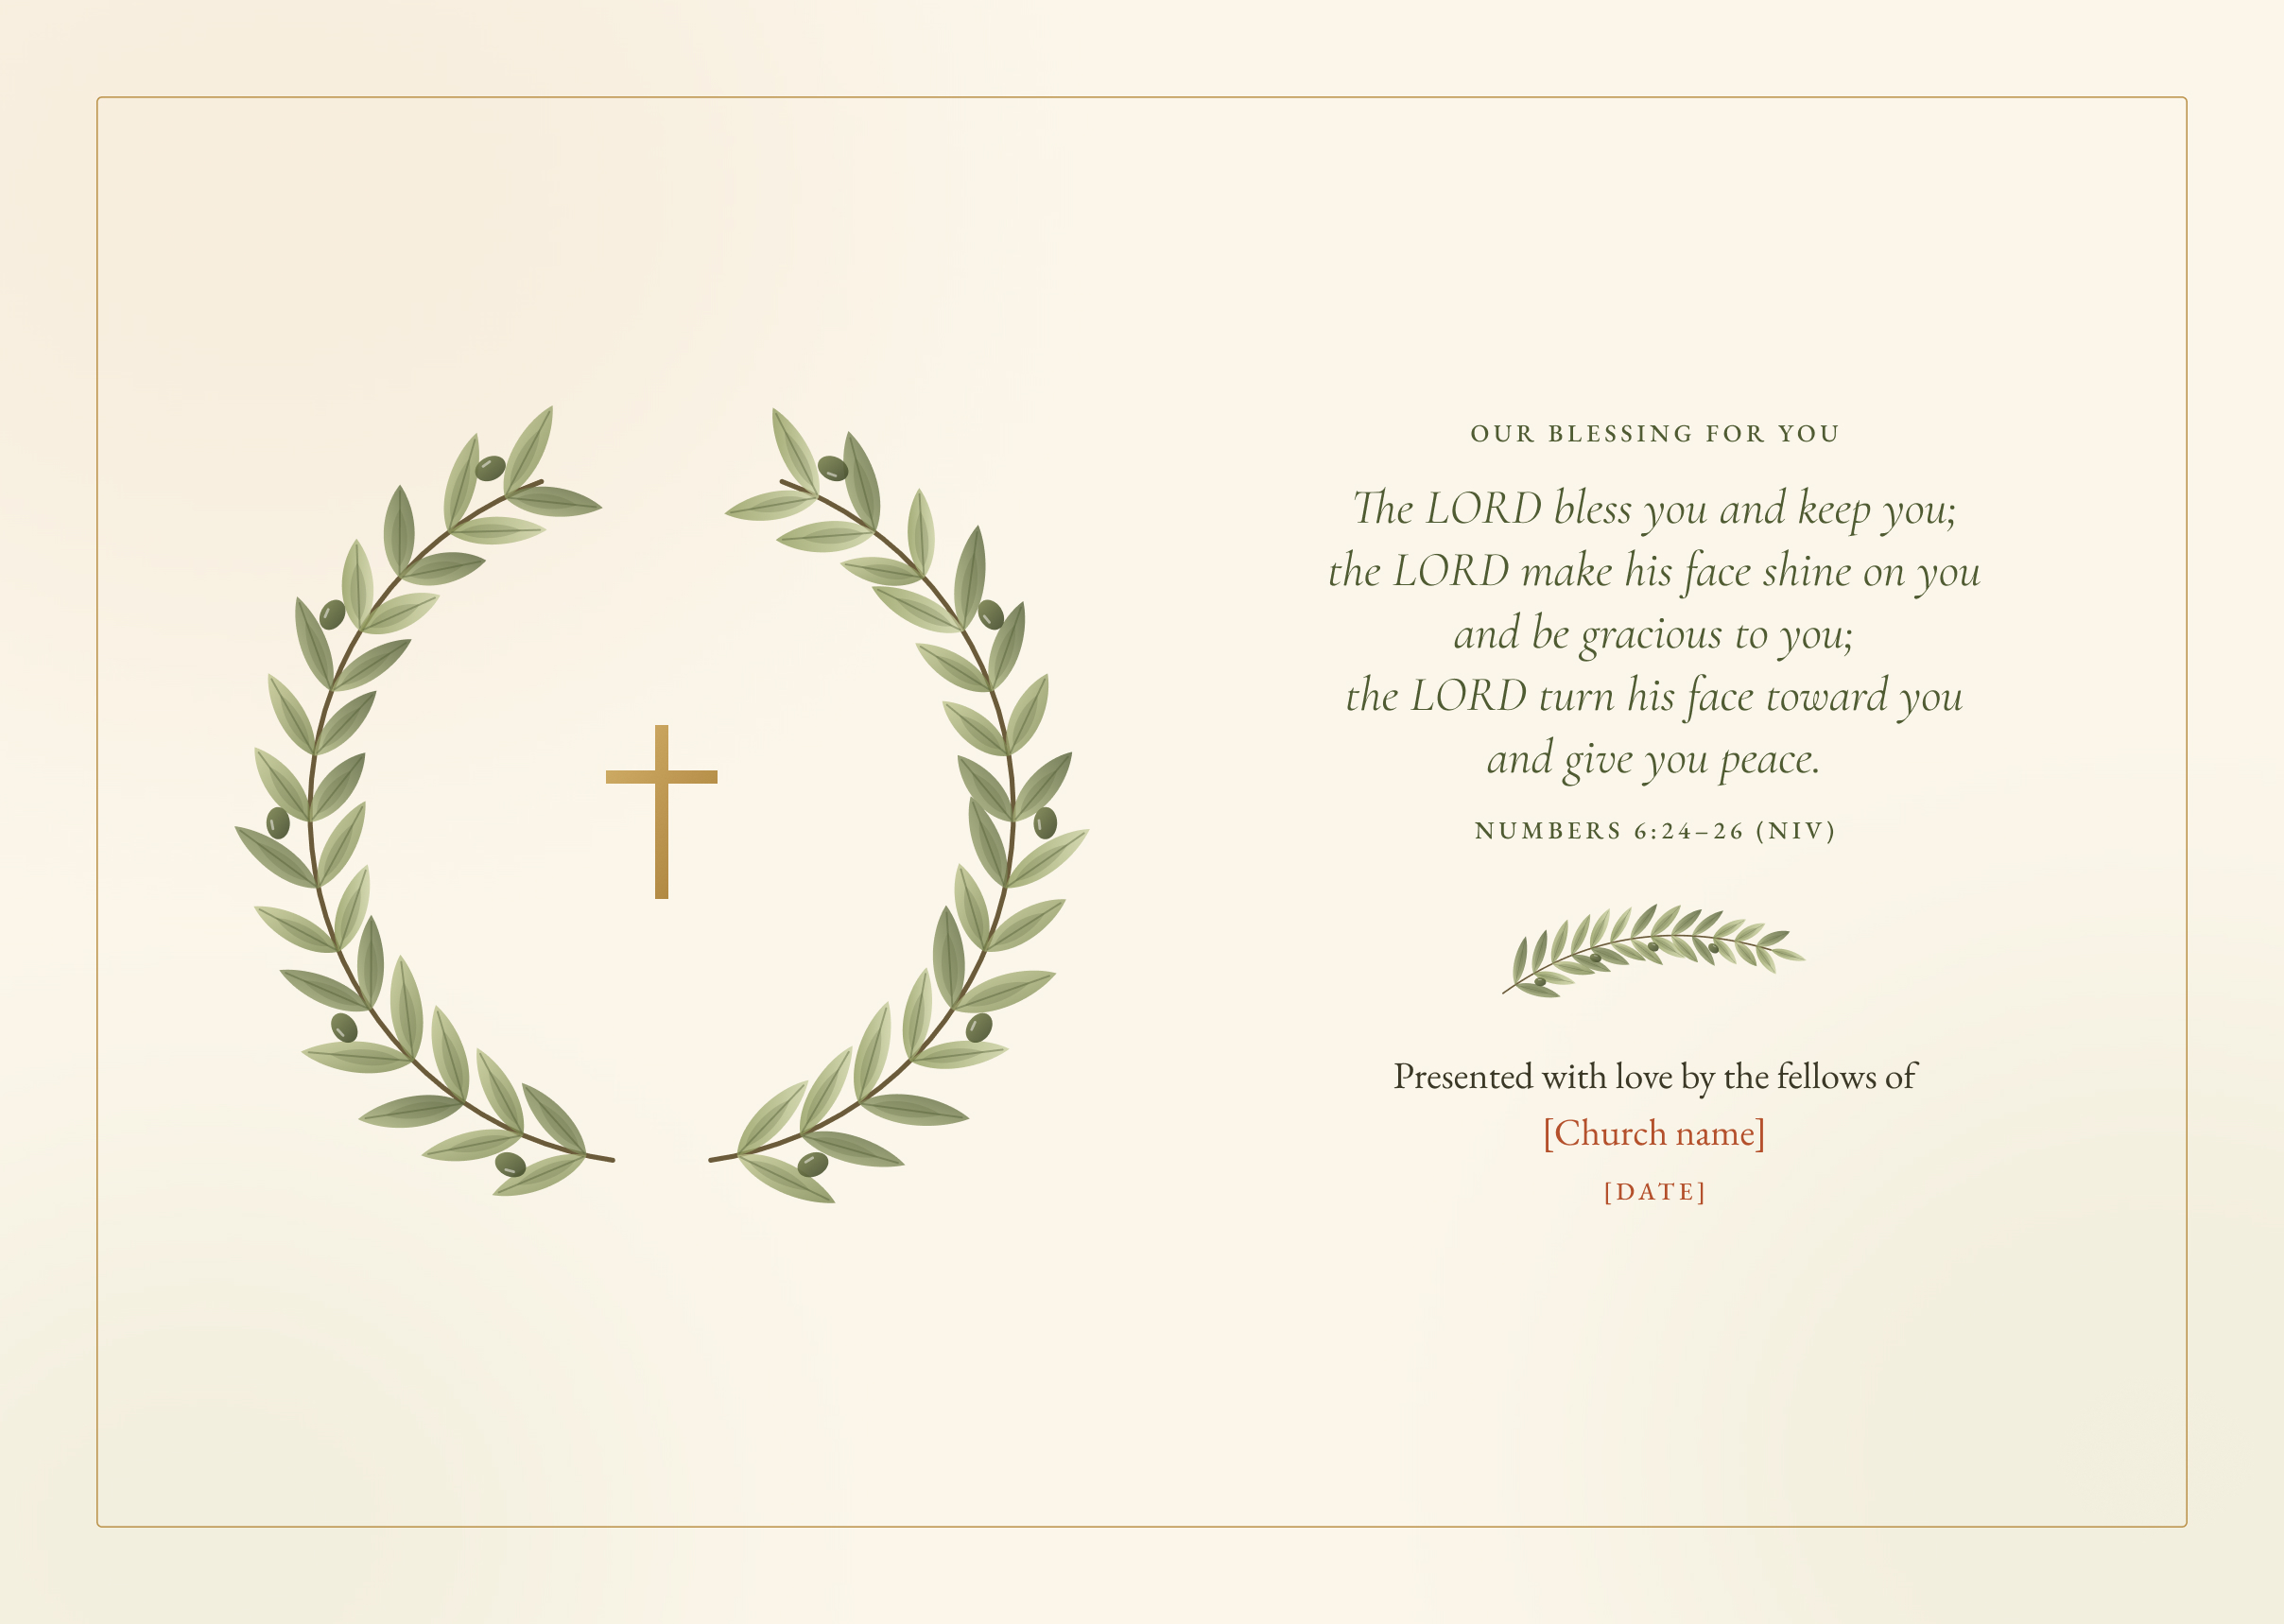 OUR BLESSING FOR YOU
The LORD bless you and keep you;
the LORD make his face shine on you
and be gracious to you;
the LORD turn his face toward you
and give you peace.
NUMBERS 6:24–26 (NIV)
Presented with love by the fellows of
[Church name]
[DATE]